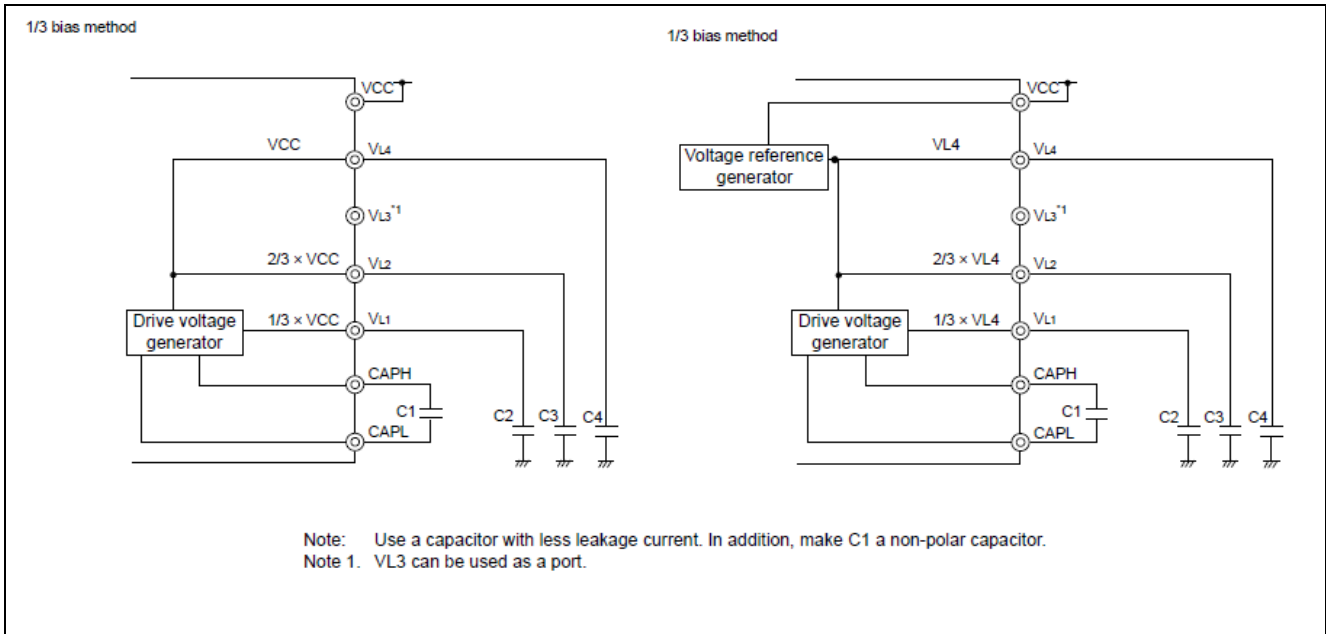 1/3 bias method
VCC
VCC
VL4
VL3*1
2/3 × VCC
VL2
Drive voltage
generator
1/3 × VCC
VL1
CAPH
C1
CAPL
C2
C3
C4
1/3 bias method
VCC
Voltage reference
generator
VL4
VL4
VL3*1
2/3 × VL4
VL2
Drive voltage
generator
1/3 × VL4
VL1
CAPH
C1
CAPL
C2
C3
C4
Note: Use a capacitor with less leakage current. In addition, make C1 a non-polar capacitor.
Note 1. VL3 can be used as a port.